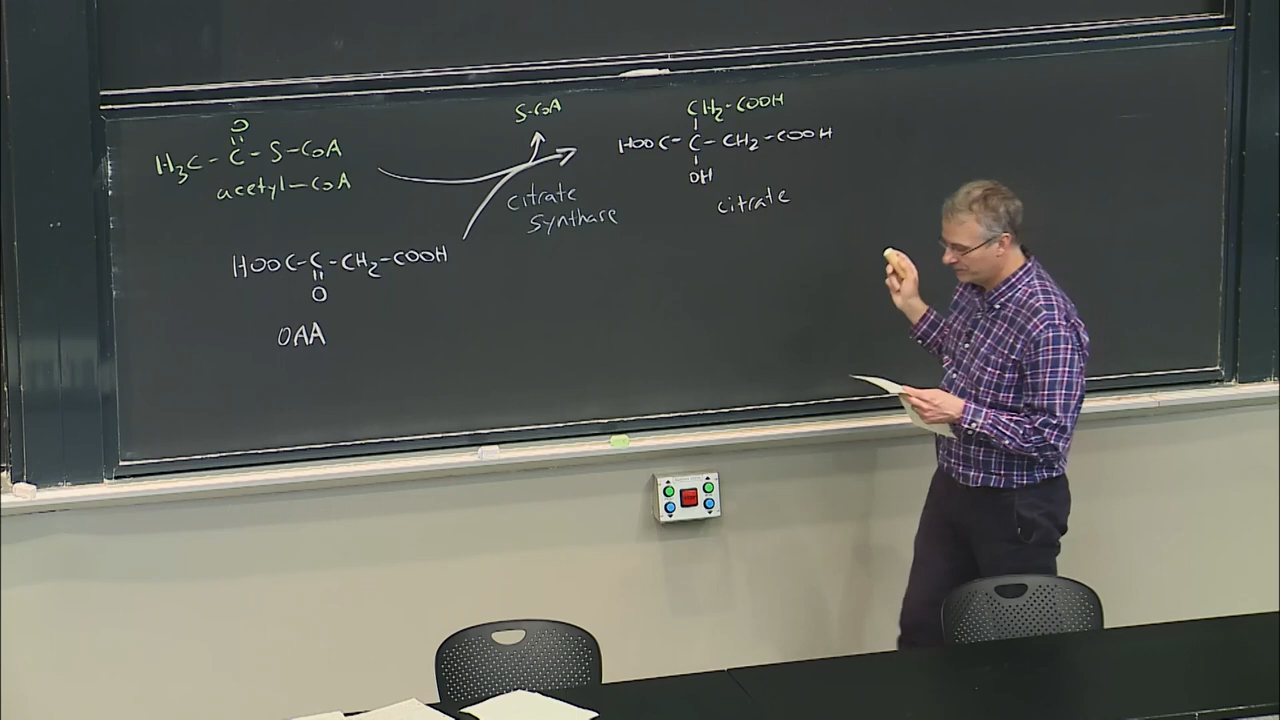 O
||
H3C - C - S - CoA
acetyl-CoA
HOOC - C - CH2 - COOH
||
O
OAA
S-CoA
citrate
synthase
CH2-COOH
|
HOOC - C - CH2 - COOH
|
OH
citrate